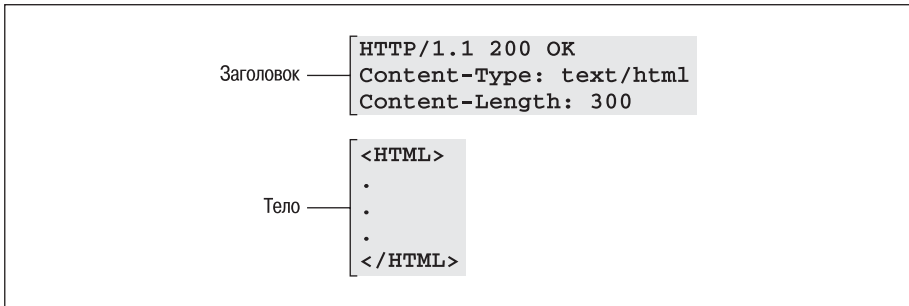 HTTP/1.1 200 OK
Заголовок
Content-Type: text/html
Content-Length: 300
<HTML>
.
Тело
.
.
</HTML>